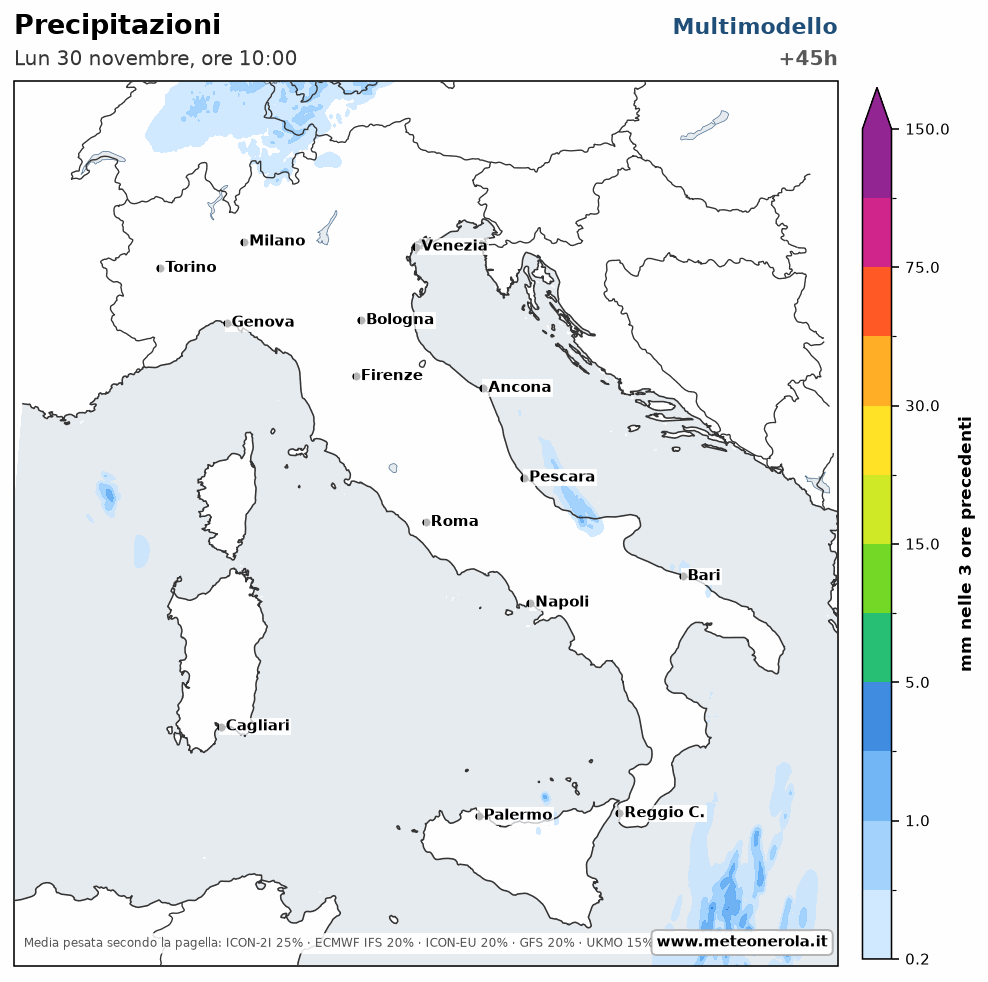 Precipitazioni
Multimodello
Lun 30 novembre, ore 10:00
+45h
150.0
75.0
30.0
15.0
5.0
1.0
0.2
mm nelle 3 ore precedenti
Milano
Venezia
Torino
Genova
Bologna
Firenze
Ancona
Pescara
Roma
Bari
Napoli
Cagliari
Palermo
Reggio C.
Media pesata secondo la pagella: ICON-2I 25% · ECMWF IFS 20% · ICON-EU 20% · GFS 20% · UKMO 15%
www.meteonerola.it